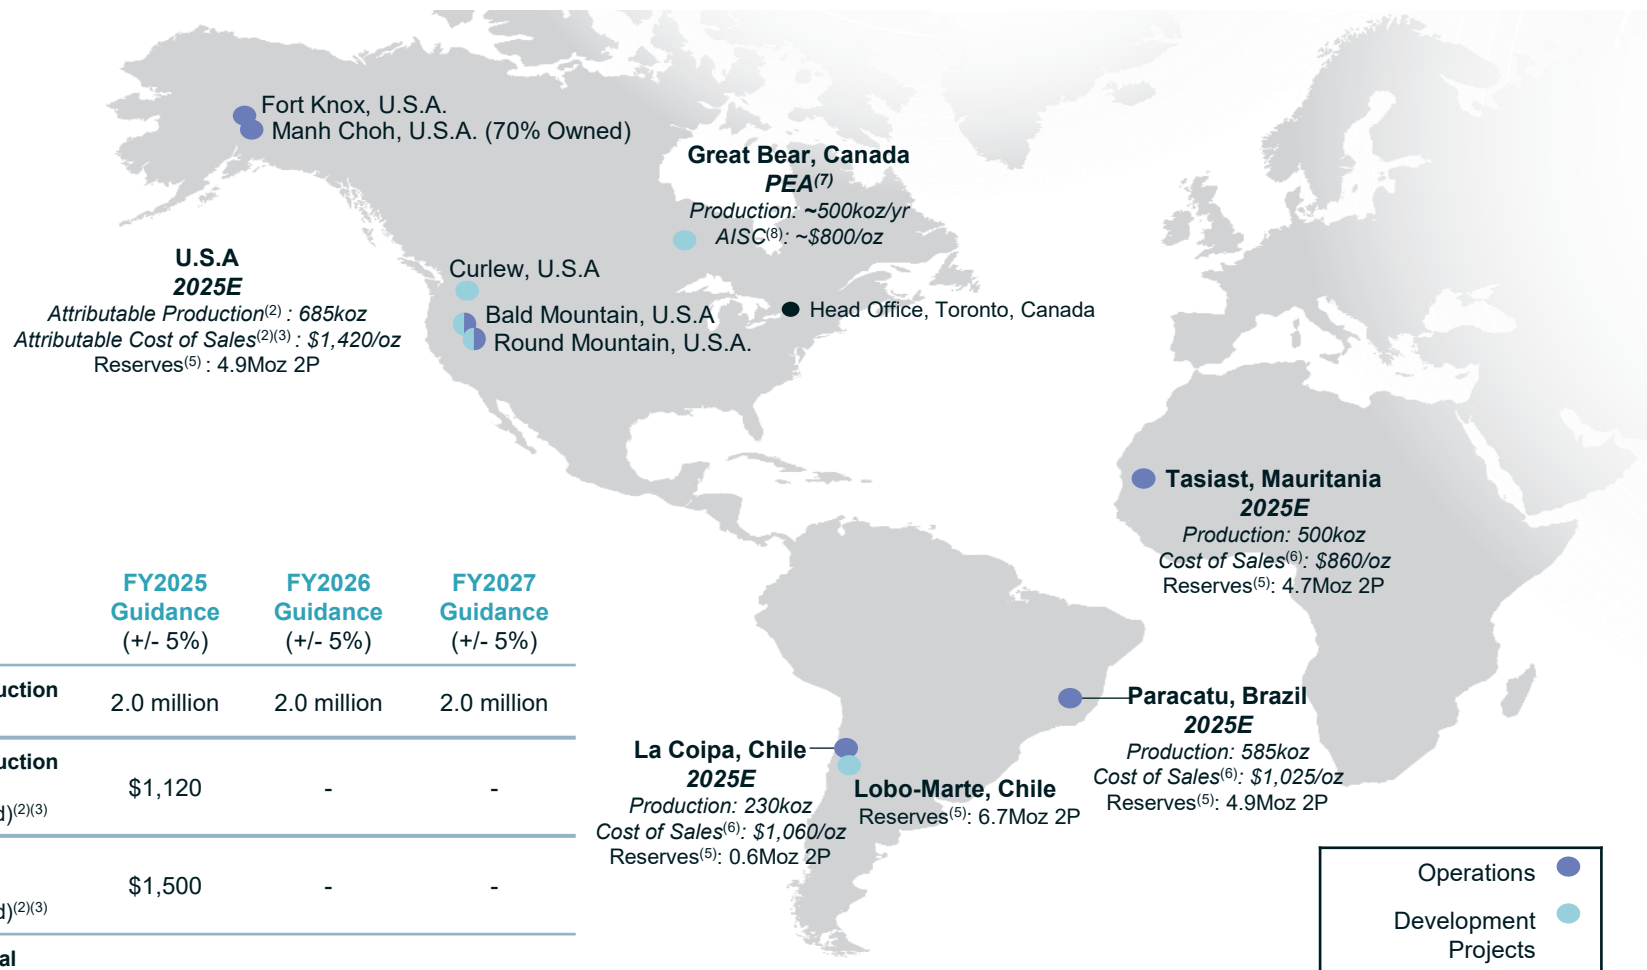 Fort Knox, U.S.A.
Manh Choh, U.S.A. (70% Owned)
Great Bear, Canada
PEA(7)
Production: ~500koz/yr
AISC(8): ~$800/oz
U.S.A
2025E
Attributable Production(2) : 685koz
Attributable Cost of Sales(2)(3) : $1,420/oz
Reserves(5) : 4.9Moz 2P
Curlew, U.S.A
Bald Mountain, U.S.A
Round Mountain, U.S.A.
Head Office, Toronto, Canada
Tasiast, Mauritania
2025E
Production: 500koz
Cost of Sales(6): $860/oz
Reserves(5): 4.7Moz 2P
FY2025 FY2026 FY2027
Guidance Guidance Guidance
(+/- 5%) (+/- 5%) (+/- 5%)
uction
2.0 million 2.0 million 2.0 million
uction
$1,120 - -
d)(2)(3)
$1,500 - -
d)(2)(3)
al
La Coipa, Chile
2025E
Production: 230koz
Cost of Sales(6): $1,060/oz
Reserves(5): 0.6Moz 2P
Lobo-Marte, Chile
Reserves(5): 6.7Moz 2P
Paracatu, Brazil
2025E
Production: 585koz
Cost of Sales(6): $1,025/oz
Reserves(5): 4.9Moz 2P
Operations
Development
Projects